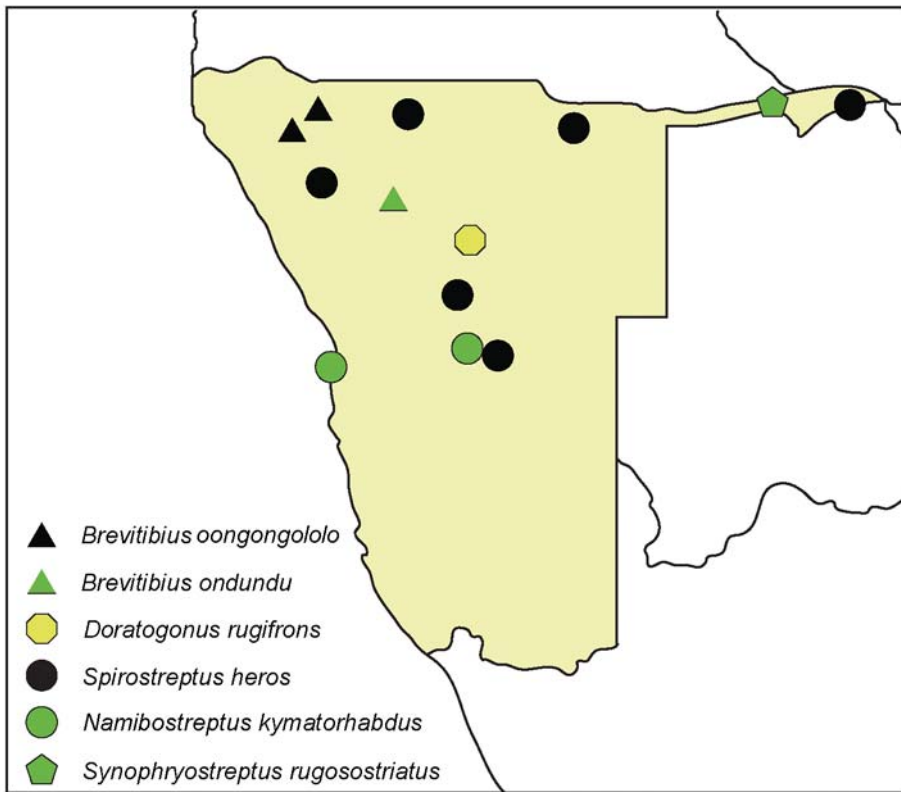 Brevitibius oongongololo
Brevitibius ondundu
Doratogonus rugifrons
Spirostreptus heros
Namibostreptus kymatorhabdus
Synophryostreptus rugosostriatus